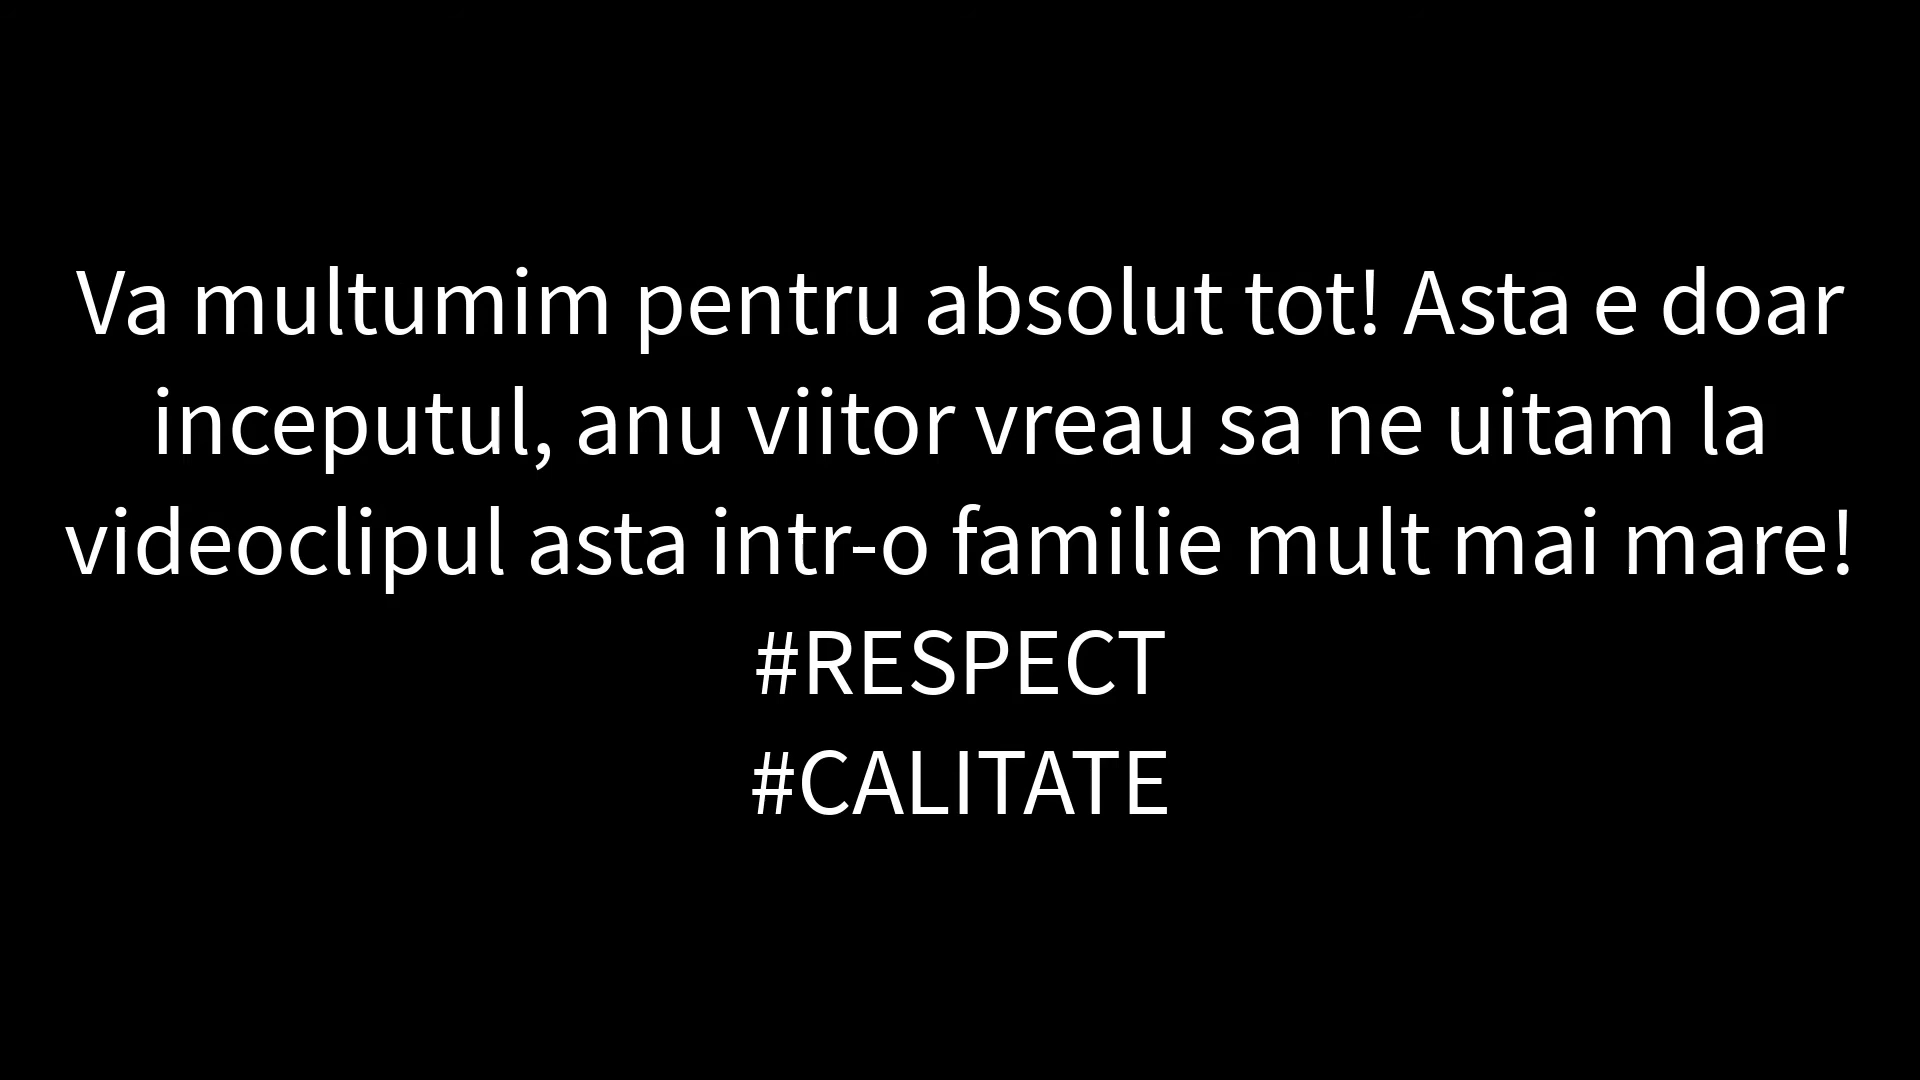 Va multumim pentru absolut tot! Asta e doar
inceputul, anu viitor vreau sa ne uitam la
videoclipul asta intr-o familie mult mai mare!
#RESPECT
#CALITATE